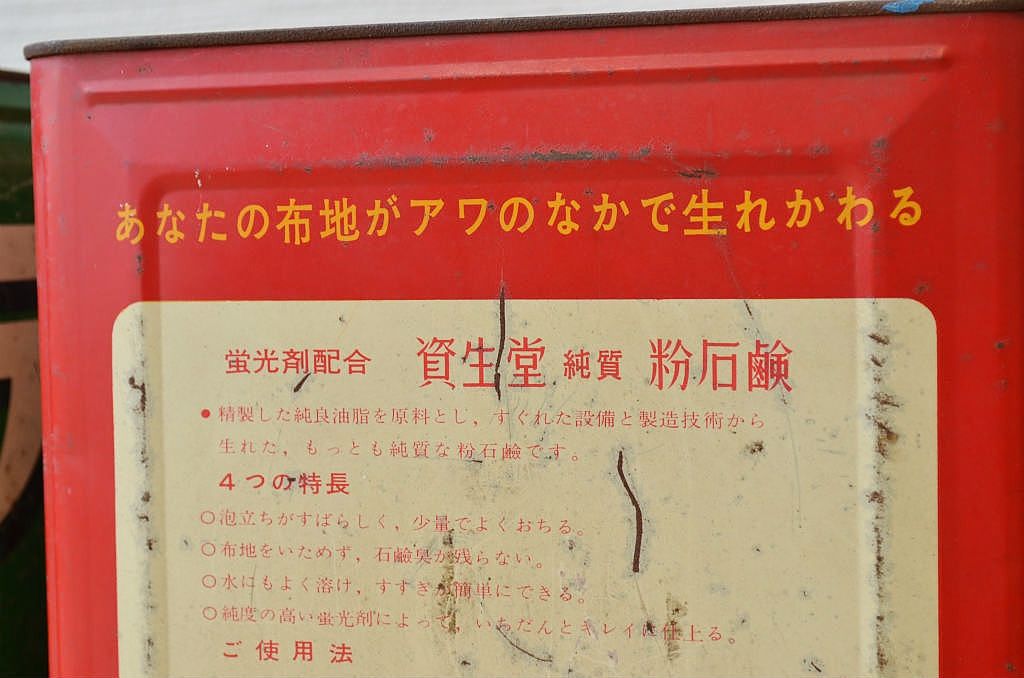 あなたの布地がアワのなかで生れかわる
蛍光剤配合 資生堂 純質 粉石鹸
●精製した純良油脂を原料とし，すぐれた設備と製造技術から
生れた，もっとも純質な粉石鹸です。
4つの特長
○泡立ちがすばらしく，少量でよくおちる。
○布地をいためず，石鹸臭が残らない。
○水にもよく溶け，すすぎが簡単にできる。
○純度の高い蛍光剤によって，いちだんとキレイに仕上る。
ご使用法